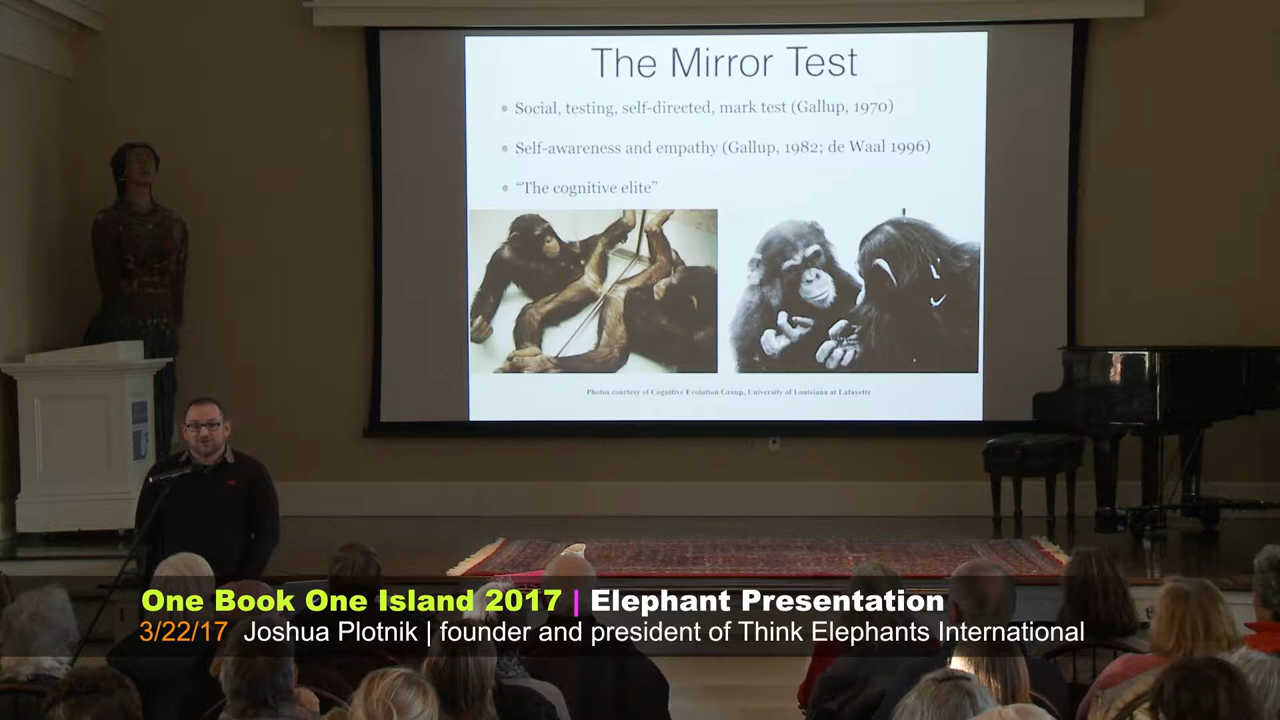 The Mirror Test
Social, testing, self-directed, mark test (Gallup, 1970)
Self-awareness and empathy (Gallup, 1982; de Waal 1996)
“The cognitive elite”
Photos courtesy of Cognitive Evolution Group, University of Louisiana at Lafayette
One Book One Island 2017 | Elephant Presentation
3/22/17 Joshua Plotnik | founder and president of Think Elephants International